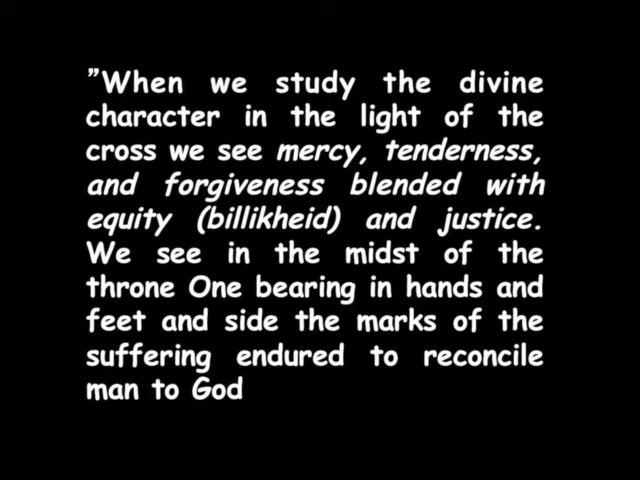 ”When we study the divine
character in the light of the
cross we see mercy, tenderness,
and forgiveness blended with
equity (billikheid) and justice.
We see in the midst of the
throne One bearing in hands and
feet and side the marks of the
suffering endured to reconcile
man to God